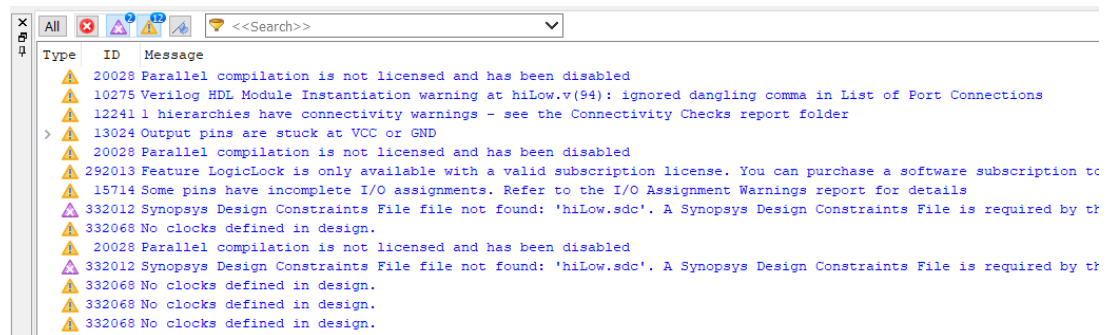 All 2 12 <<Search>>
Type ID Message
20028 Parallel compilation is not licensed and has been disabled
10275 Verilog HDL Module Instantiation warning at hiLow.v(94): ignored dangling comma in List of Port Connections
12241 1 hierarchies have connectivity warnings - see the Connectivity Checks report folder
13024 Output pins are stuck at VCC or GND
20028 Parallel compilation is not licensed and has been disabled
292013 Feature LogicLock is only available with a valid subscription license. You can purchase a software subscription to
15714 Some pins have incomplete I/O assignments. Refer to the I/O Assignment Warnings report for details
332012 Synopsys Design Constraints File file not found: 'hiLow.sdc'. A Synopsys Design Constraints File is required by th
332068 No clocks defined in design.
20028 Parallel compilation is not licensed and has been disabled
332012 Synopsys Design Constraints File file not found: 'hiLow.sdc'. A Synopsys Design Constraints File is required by th
332068 No clocks defined in design.
332068 No clocks defined in design.
332068 No clocks defined in design.